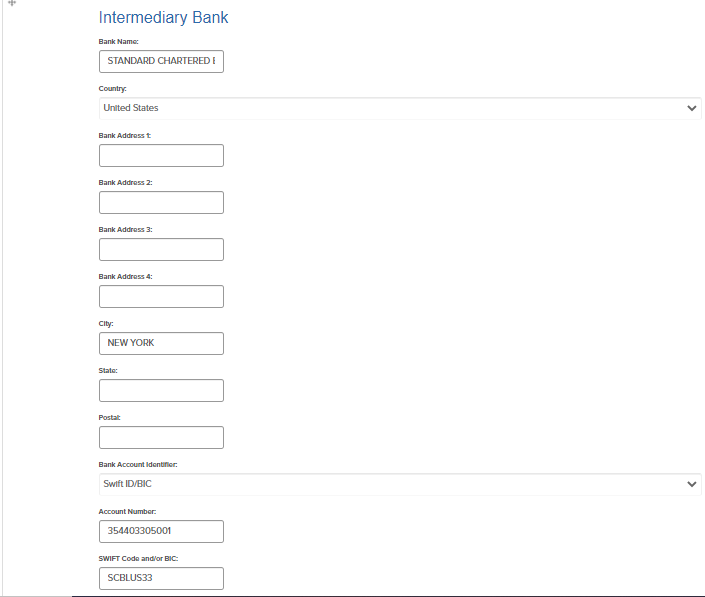 Intermediary Bank
Bank Name:
STANDARD CHARTERED
Country:
United States
Bank Address 1:
Bank Address 2:
Bank Address 3:
Bank Address 4:
City:
NEW YORK
State:
Postal:
Bank Account Identifier:
Swift ID/BIC
Account Number:
354403305001
SWIFT Code and/or BIC:
SCBLUS33